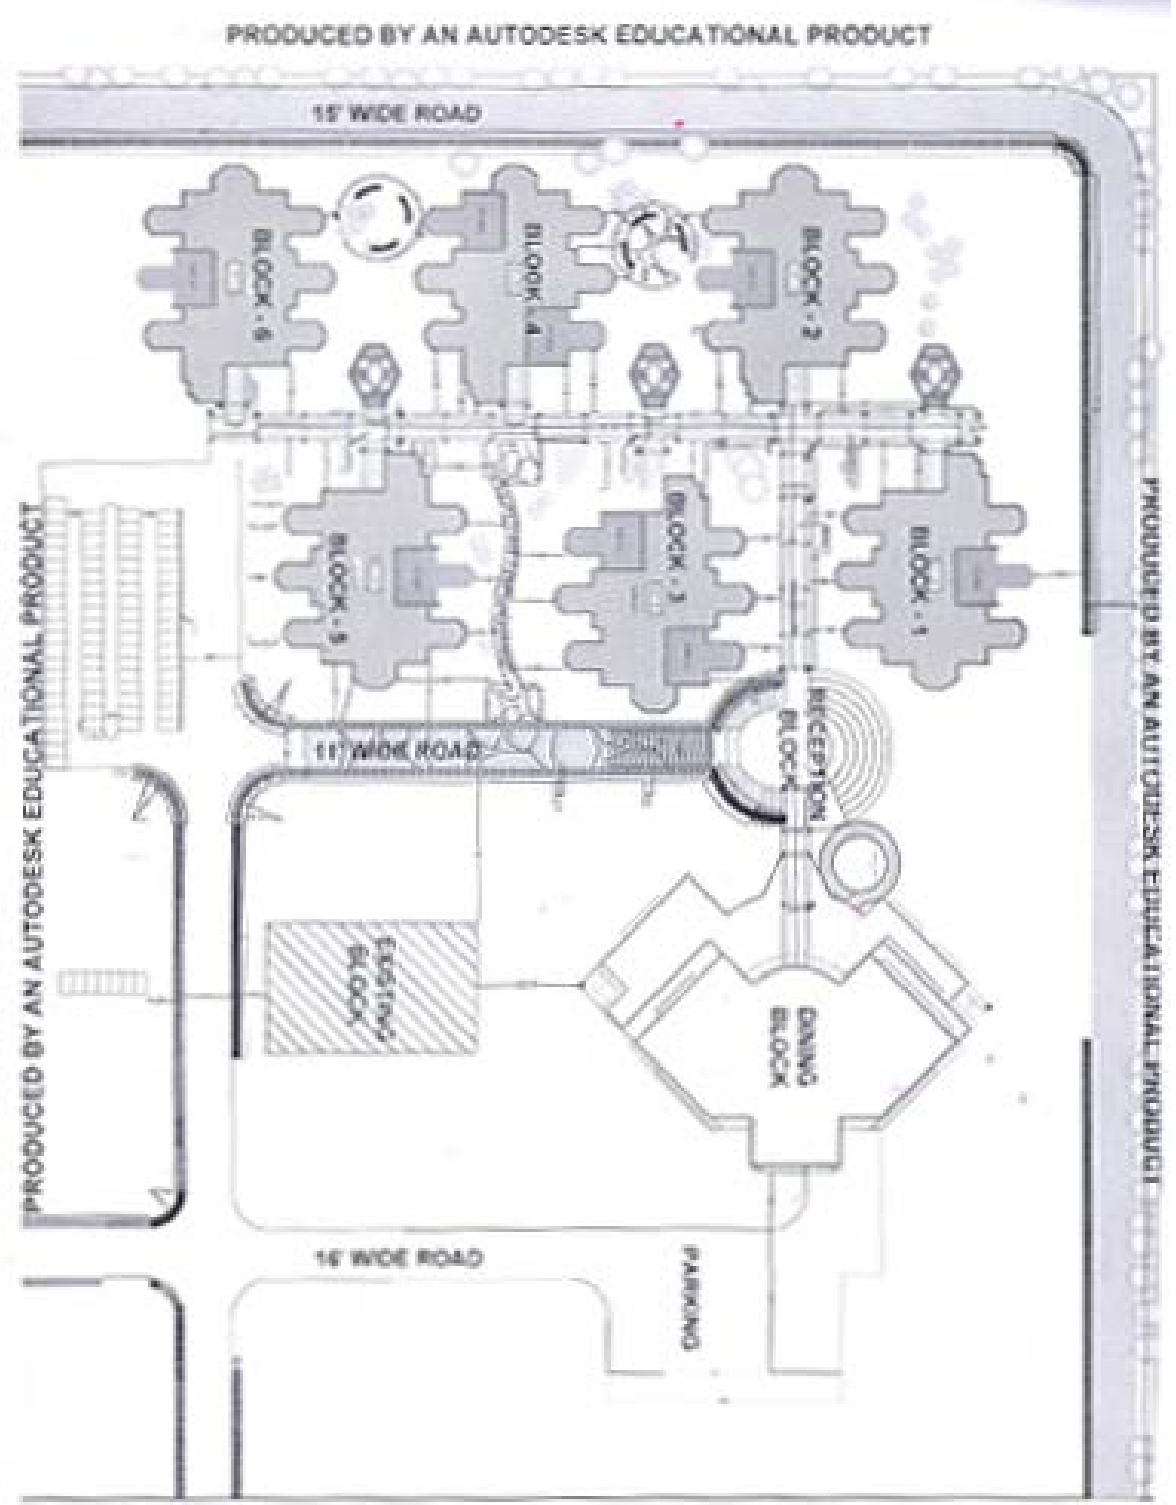 PRODUCED BY AN AUTODESK EDUCATIONAL PRODUCT
15' WIDE ROAD
BLOCK - 6
BLOCK - 4
BLOCK - 2
BLOCK - 5
BLOCK - 3
BLOCK - 1
PRODUCED BY AN AUTODESK EDUCATIONAL PRODUCT
PRODUCED BY AN AUTODESK EDUCATIONAL PRODUCT
11' WIDE ROAD
RECEPTION
BLOCK
EXISTING
BLOCK
DINING
BLOCK
16' WIDE ROAD
PARKING